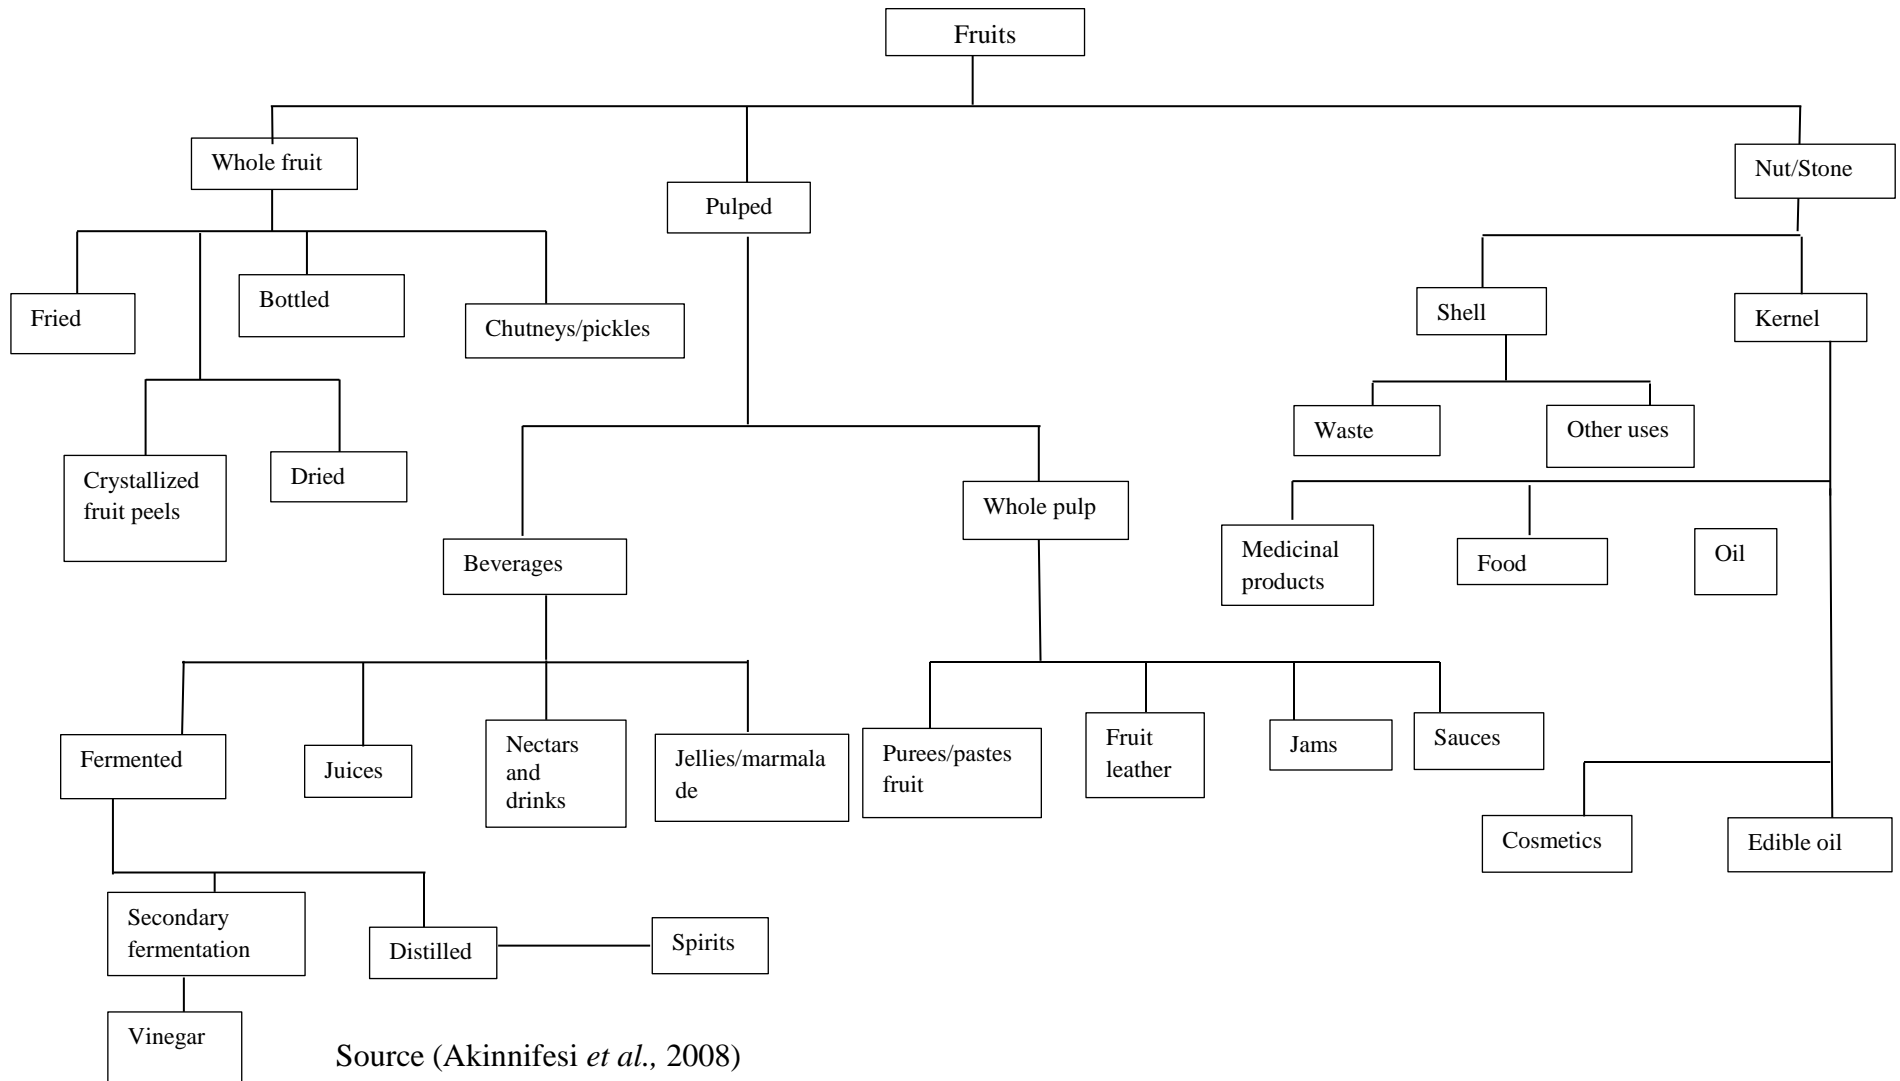 Fruits
Whole fruit
Pulped
Nut/Stone
Fried
Bottled
Chutneys/pickles
Shell
Kernel
Crystallized
fruit peels
Dried
Waste
Other uses
Beverages
Whole pulp
Medicinal
products
Food
Oil
Fermented
Juices
Nectars
and
drinks
Jellies/marmala
de
Purees/pastes
fruit
Fruit
leather
Jams
Sauces
Cosmetics
Edible oil
Secondary
fermentation
Distilled
Spirits
Vinegar
Source (Akinnifesi et al., 2008)